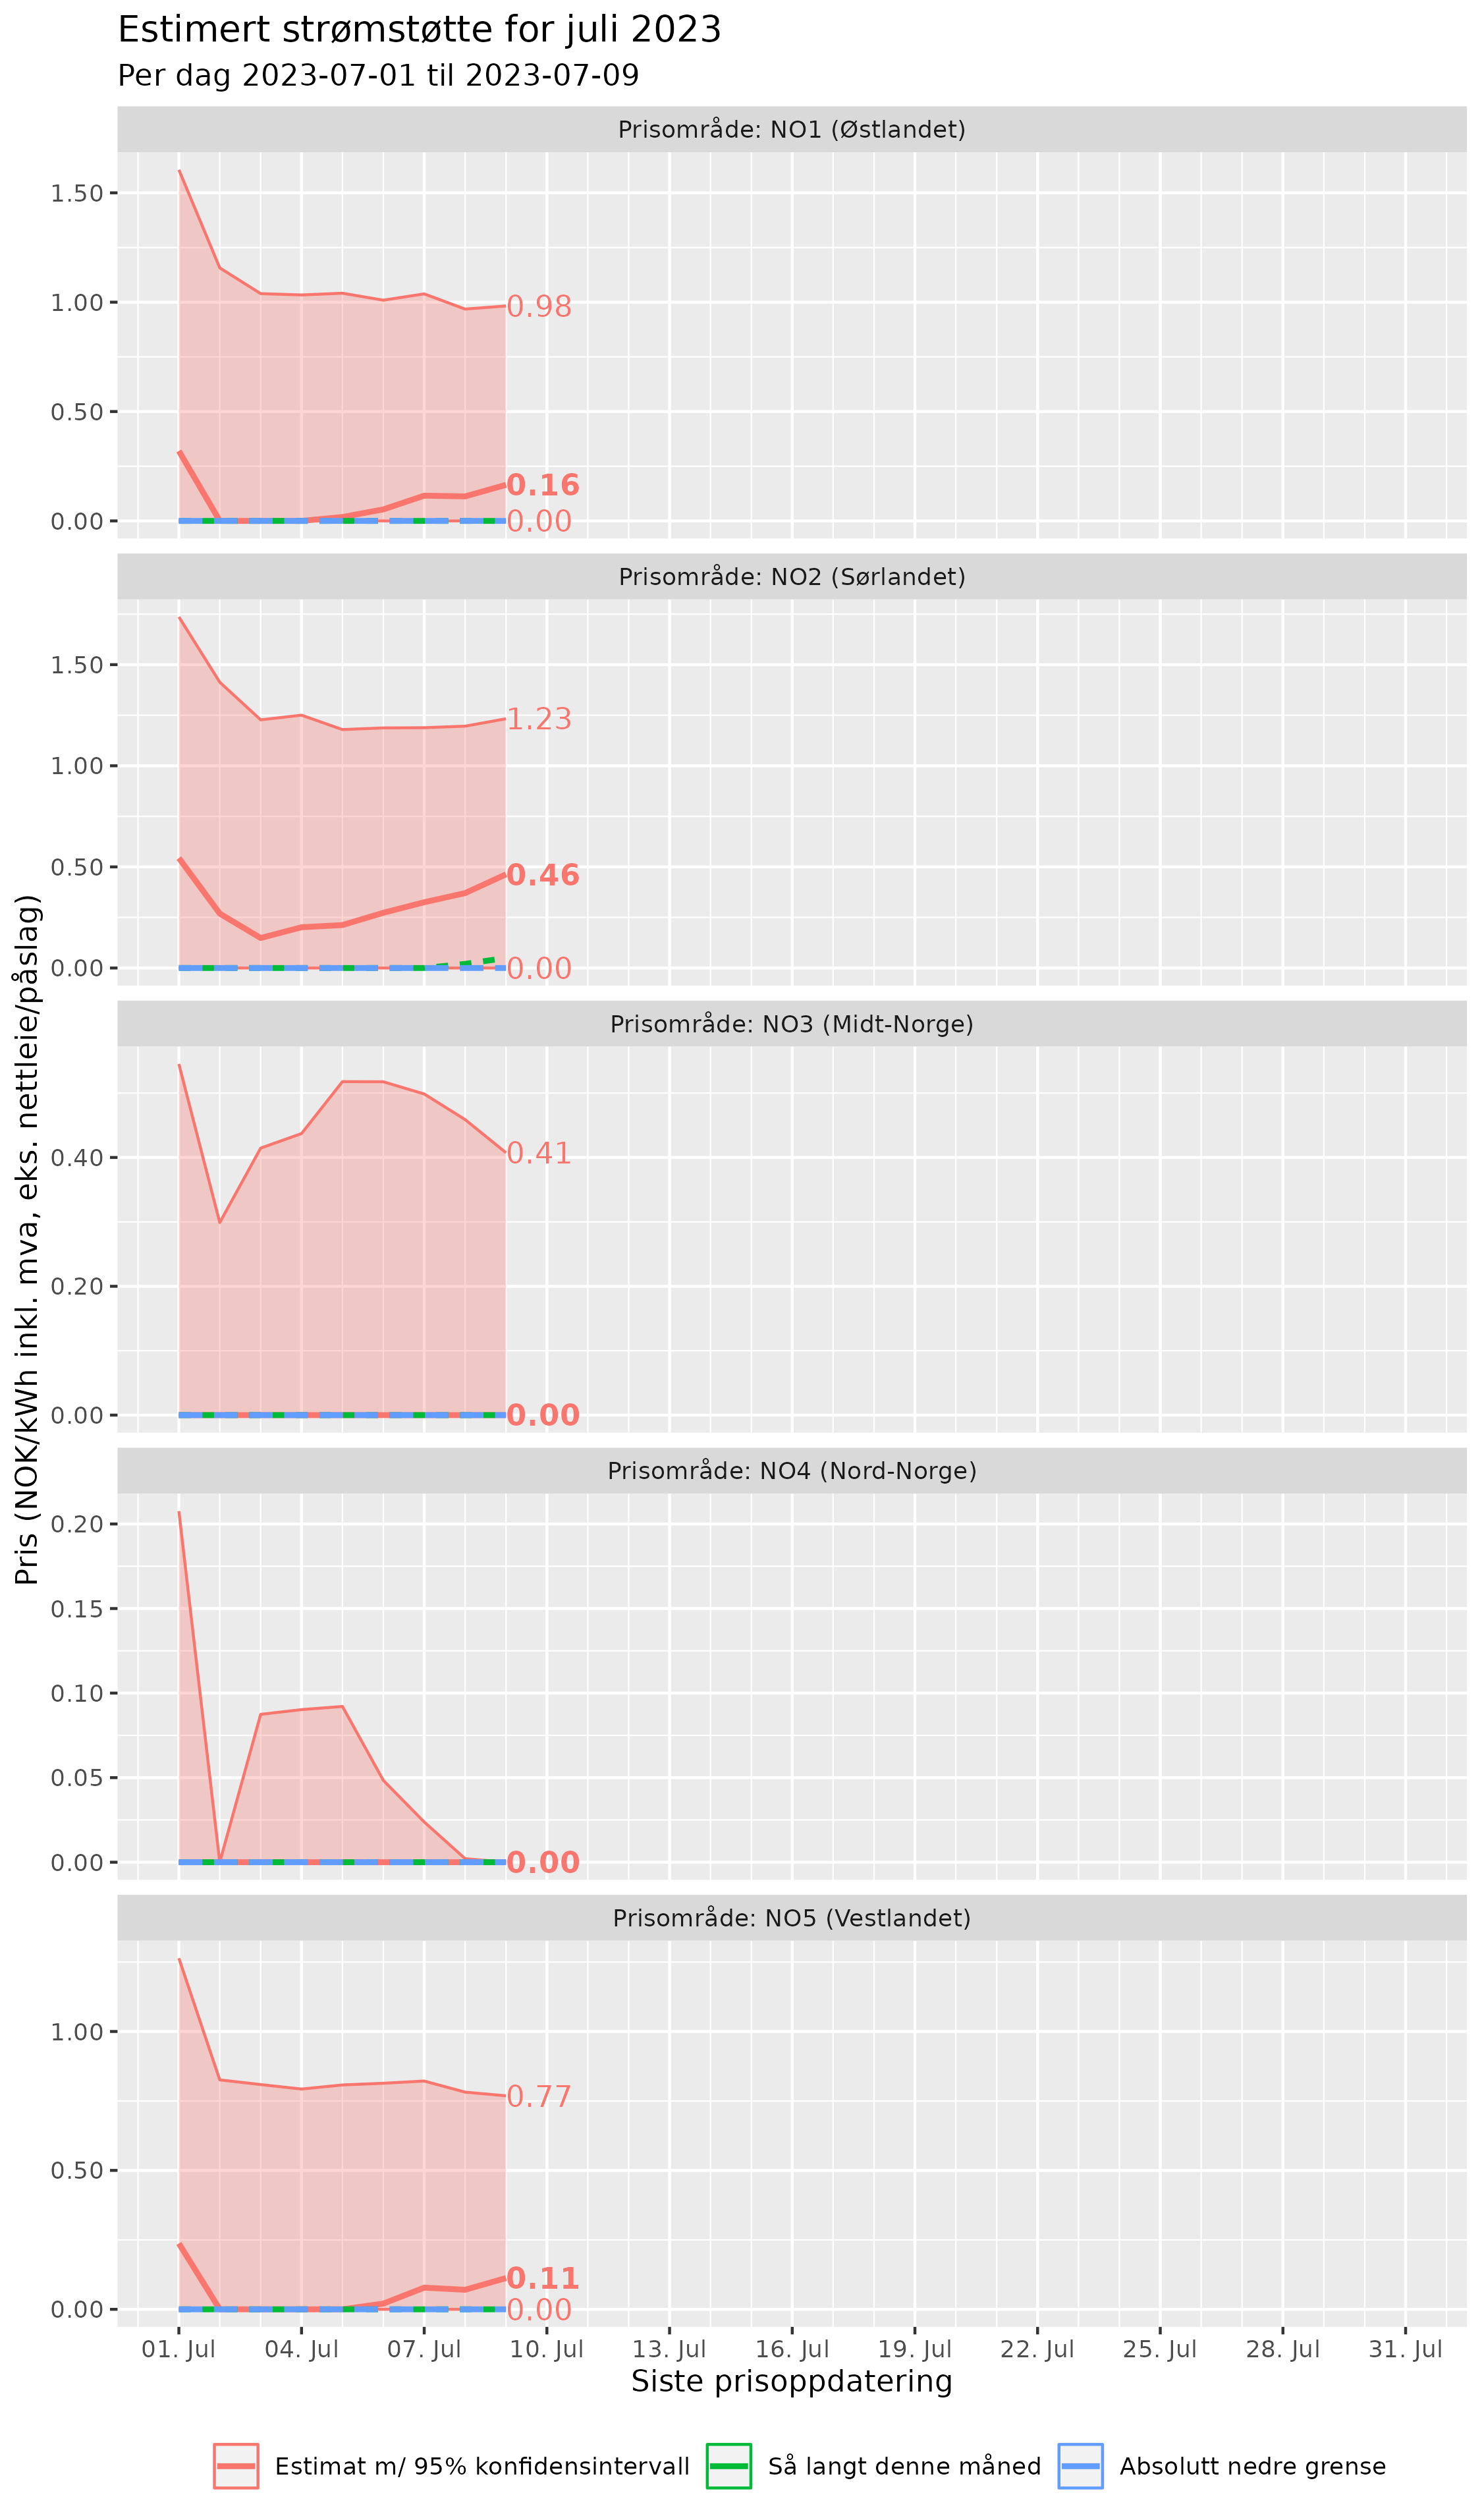 Estimert strømstøtte for juli 2023
Per dag 2023-07-01 til 2023-07-09
Pris (NOK/kWh inkl. mva, eks. nettleie/påslag)
Prisområde: NO1 (Østlandet)
1.50
1.00
0.50
0.00
0.98
0.16
0.00
Prisområde: NO2 (Sørlandet)
1.50
1.00
0.50
0.00
1.23
0.46
0.00
Prisområde: NO3 (Midt-Norge)
0.40
0.20
0.00
0.41
0.00
Prisområde: NO4 (Nord-Norge)
0.20
0.15
0.10
0.05
0.00
0.00
Prisområde: NO5 (Vestlandet)
1.00
0.50
0.00
0.77
0.11
0.00
01. Jul 04. Jul 07. Jul 10. Jul 13. Jul 16. Jul 19. Jul 22. Jul 25. Jul 28. Jul 31. Jul
Siste prisoppdatering
Estimat m/ 95% konfidensintervall Så langt denne måned Absolutt nedre grense